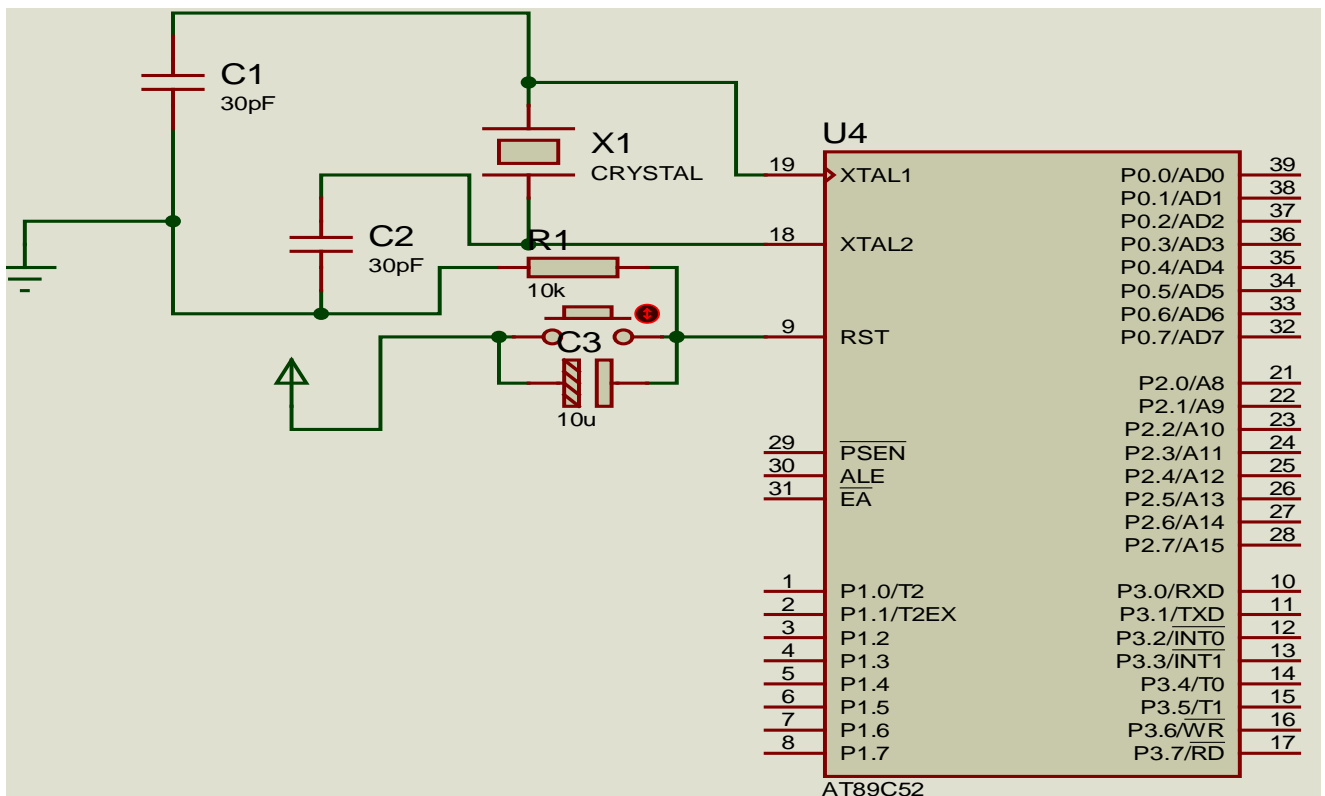 C1
30pF
X1
CRYSTAL
C2
30pF
R1
10k
C3
10u
U4
19 XTAL1
18 XTAL2
9 RST
29 PSEN
30 ALE
31 EA
1 P1.0/T2
2 P1.1/T2EX
3 P1.2
4 P1.3
5 P1.4
6 P1.5
7 P1.6
8 P1.7
P0.0/AD0 39
P0.1/AD1 38
P0.2/AD2 37
P0.3/AD3 36
P0.4/AD4 35
P0.5/AD5 34
P0.6/AD6 33
P0.7/AD7 32
P2.0/A8 21
P2.1/A9 22
P2.2/A10 23
P2.3/A11 24
P2.4/A12 25
P2.5/A13 26
P2.6/A14 27
P2.7/A15 28
P3.0/RXD 10
P3.1/TXD 11
P3.2/INT0 12
P3.3/INT1 13
P3.4/T0 14
P3.5/T1 15
P3.6/WR 16
P3.7/RD 17
AT89C52